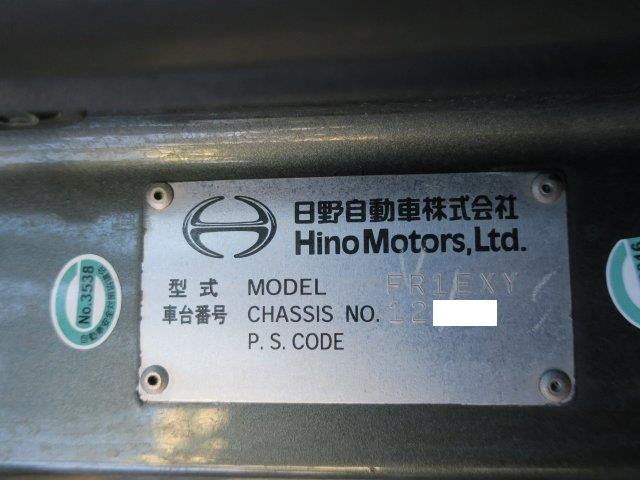 日野自動車株式会社
Hino Motors, Ltd.
型式 MODEL FR1EXY
車台番号 CHASSIS NO. 12
P. S. CODE
No.3538